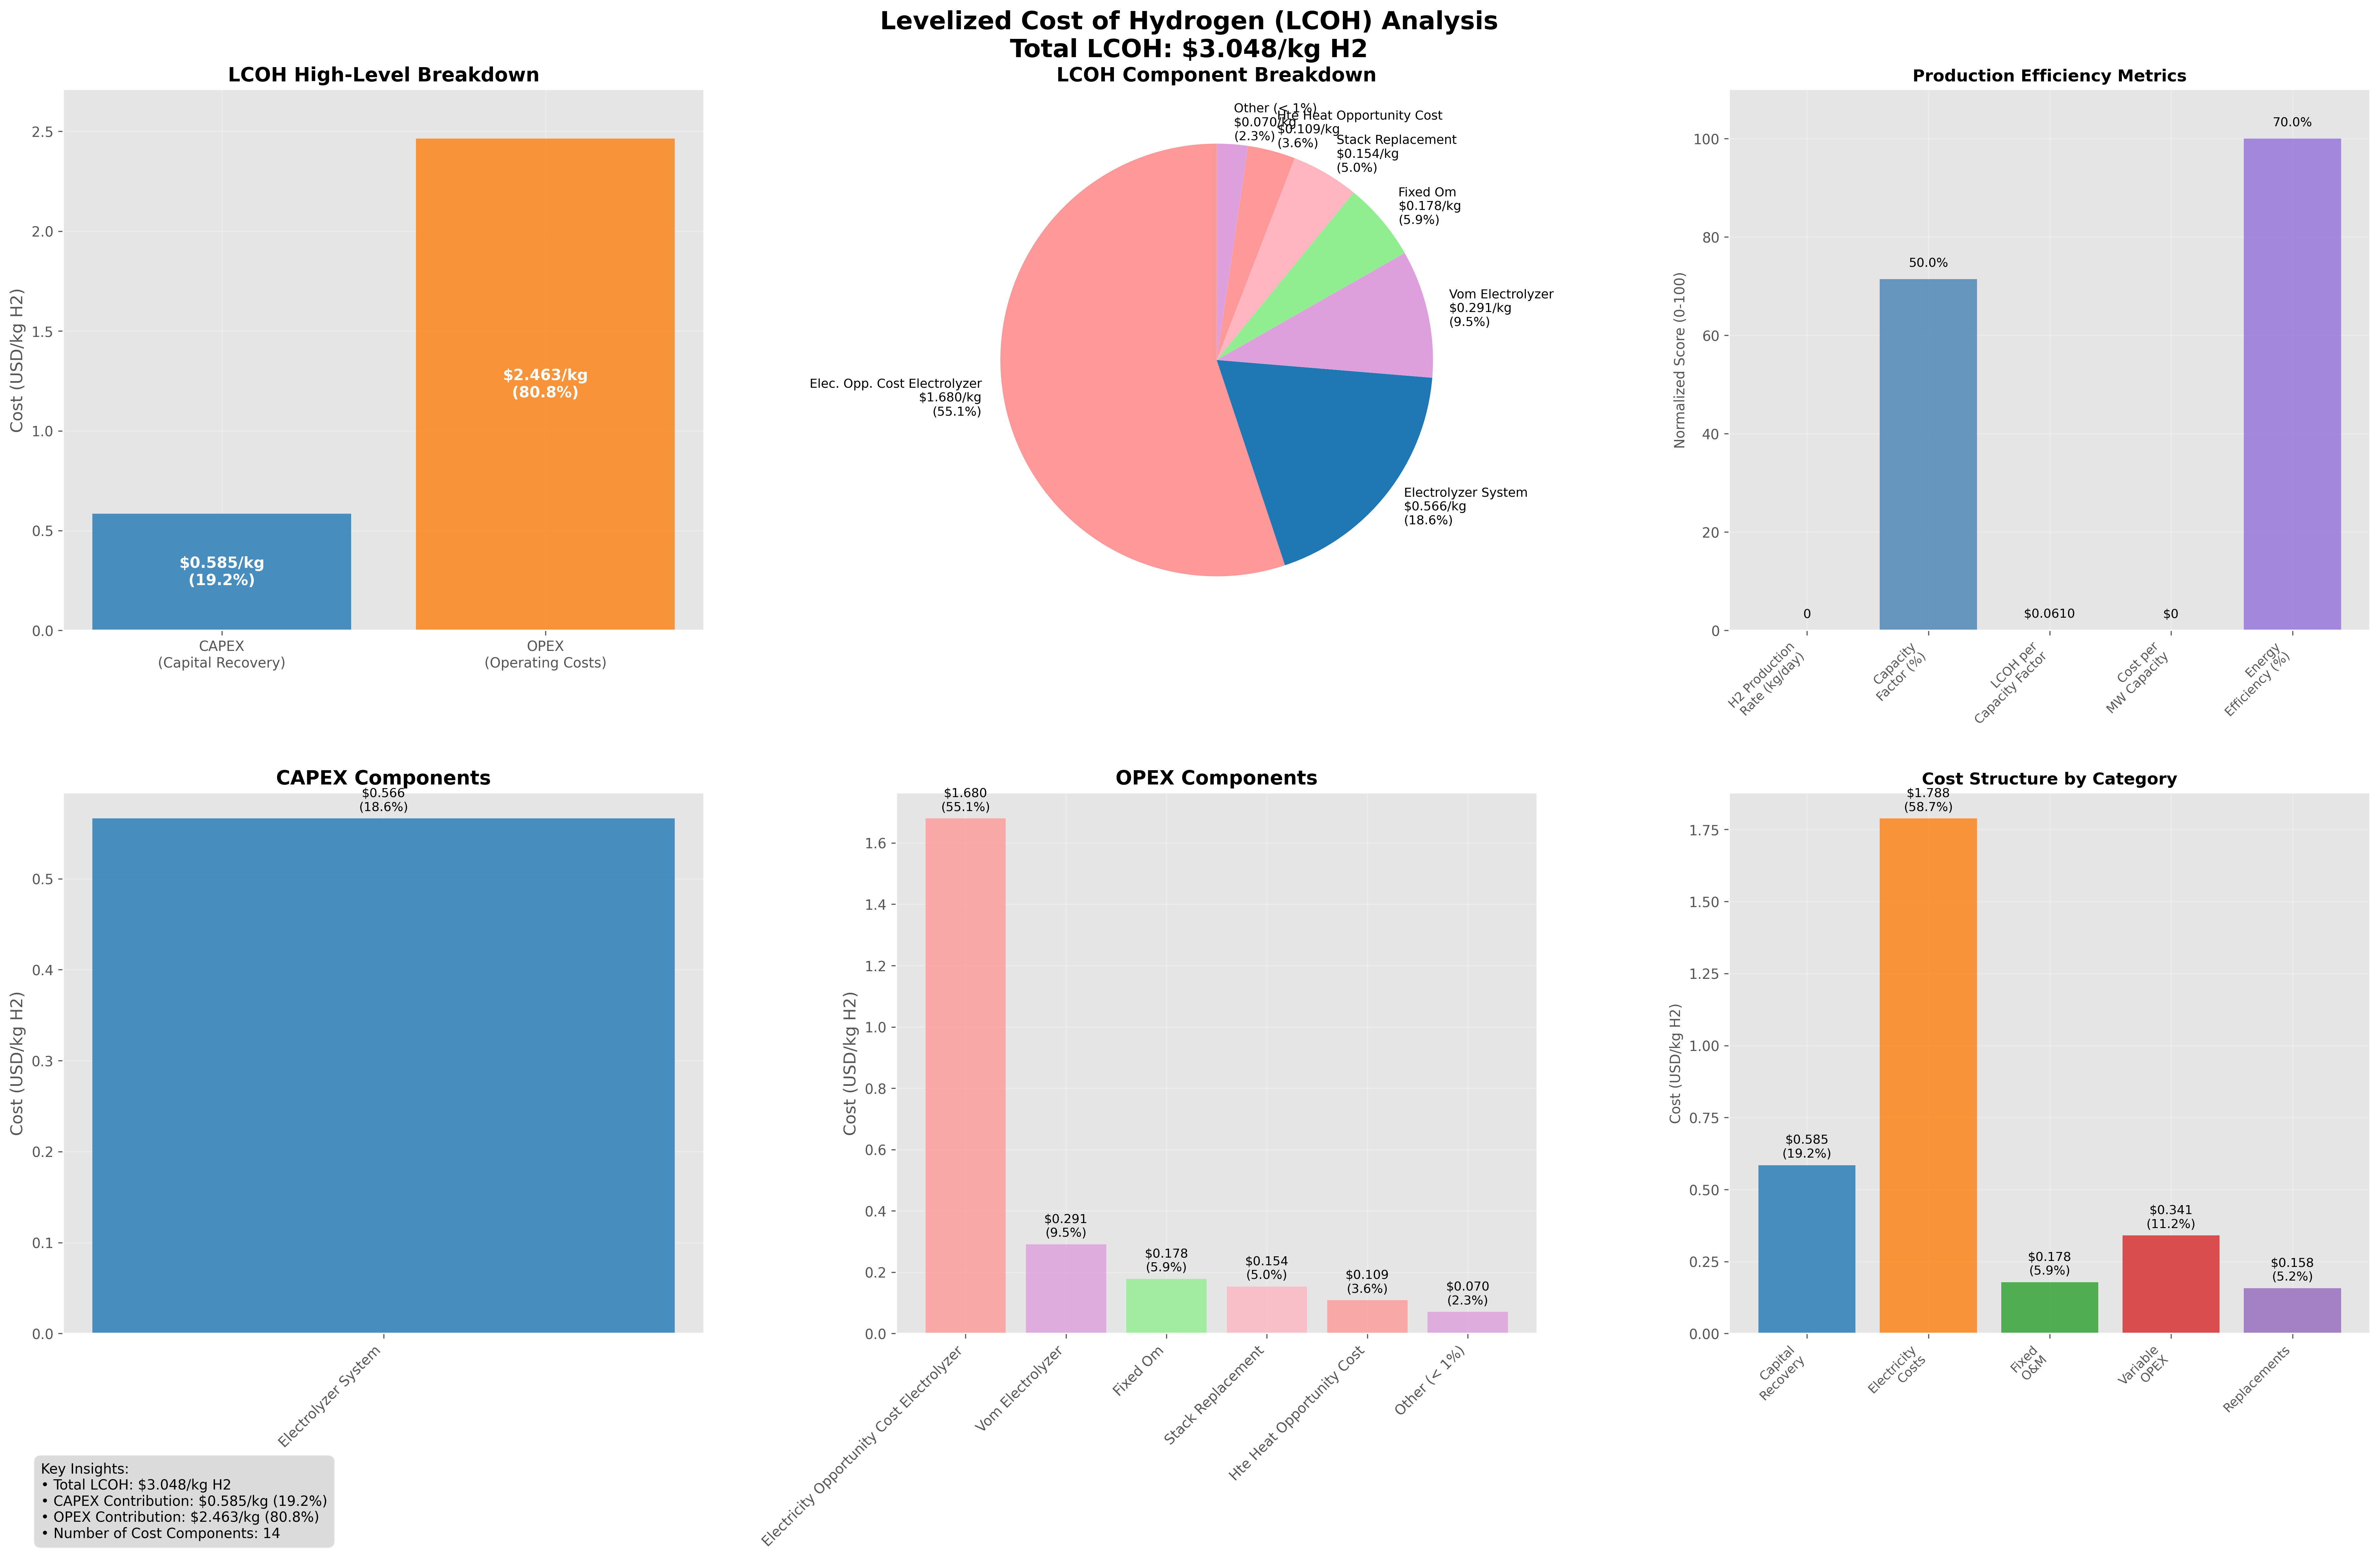 Levelized Cost of Hydrogen (LCOH) Analysis
Total LCOH: $3.048/kg H2
LCOH High-Level Breakdown
Cost (USD/kg H2)
2.5
2.0
1.5
1.0
0.5
0.0
$0.585/kg
(19.2%)
$2.463/kg
(80.8%)
CAPEX
(Capital Recovery)
OPEX
(Operating Costs)
LCOH Component Breakdown
Other (< 1%)
$0.070/kg
(2.3%)
Hte Heat Opportunity Cost
$0.109/kg
(3.6%)
Stack Replacement
$0.154/kg
(5.0%)
Fixed Om
$0.178/kg
(5.9%)
Vom Electrolyzer
$0.291/kg
(9.5%)
Elec. Opp. Cost Electrolyzer
$1.680/kg
(55.1%)
Electrolyzer System
$0.566/kg
(18.6%)
Production Efficiency Metrics
Normalized Score (0-100)
100
80
60
40
20
0
0
50.0%
$0.0610
$0
70.0%
H2 Production
Rate (kg/day)
Capacity
Factor (%)
LCOH per
Capacity Factor
Cost per
MW Capacity
Energy
Efficiency (%)
CAPEX Components
Cost (USD/kg H2)
0.5
0.4
0.3
0.2
0.1
0.0
$0.566
(18.6%)
Electrolyzer System
OPEX Components
Cost (USD/kg H2)
1.6
1.4
1.2
1.0
0.8
0.6
0.4
0.2
0.0
$1.680
(55.1%)
$0.291
(9.5%)
$0.178
(5.9%)
$0.154
(5.0%)
$0.109
(3.6%)
$0.070
(2.3%)
Electricity Opportunity Cost Electrolyzer
Vom Electrolyzer
Fixed Om
Stack Replacement
Hte Heat Opportunity Cost
Other (< 1%)
Cost Structure by Category
Cost (USD/kg H2)
1.75
1.50
1.25
1.00
0.75
0.50
0.25
0.00
$0.585
(19.2%)
$1.788
(58.7%)
$0.178
(5.9%)
$0.341
(11.2%)
$0.158
(5.2%)
Capital
Recovery
Electricity
Costs
Fixed
O&M
Variable
OPEX
Replacements
Key Insights:
• Total LCOH: $3.048/kg H2
• CAPEX Contribution: $0.585/kg (19.2%)
• OPEX Contribution: $2.463/kg (80.8%)
• Number of Cost Components: 14